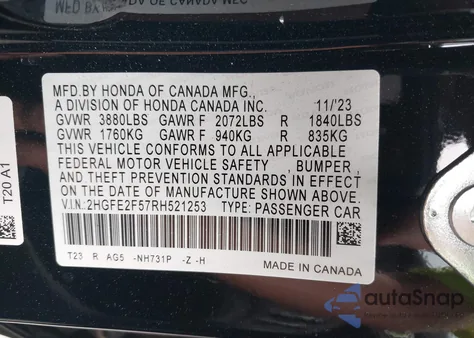 MFD.BY HONDA OF CANADA MFG.,
A DIVISION OF HONDA CANADA INC. 11/'23
GVWR 3880LBS GAWR F 2072LBS R 1840LBS
GVWR 1760KG GAWR F 940KG R 835KG
THIS VEHICLE CONFORMS TO ALL APPLICABLE
FEDERAL MOTOR VEHICLE SAFETY , BUMPER ,
AND THEFT PREVENTION STANDARDS IN EFFECT
ON THE DATE OF MANUFACTURE SHOWN ABOVE.
V.I.N.: 2HGFE2F57RH521253 TYPE: PASSENGER CAR
T23 R AG5 -NH731P -Z -H
MADE IN CANADA
T20 A1
autoSnap